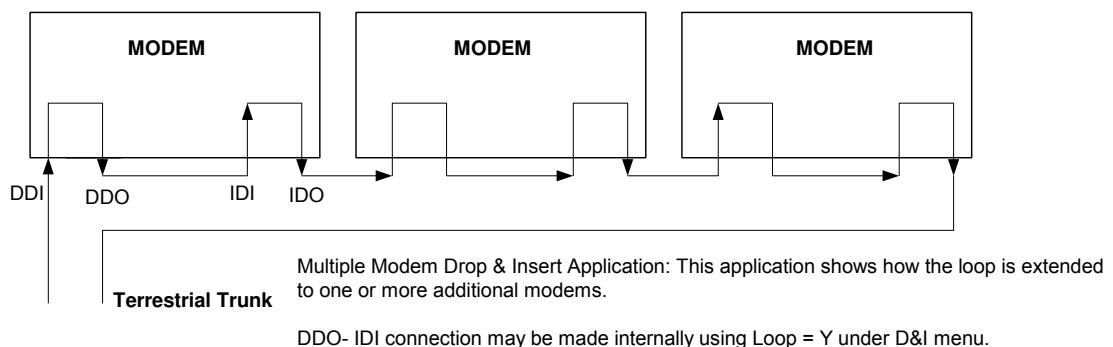 MODEM
MODEM
MODEM
DDI
DDO
IDI
IDO
Terrestrial Trunk
Multiple Modem Drop & Insert Application: This application shows how the loop is extended
to one or more additional modems.
DDO- IDI connection may be made internally using Loop = Y under D&I menu.